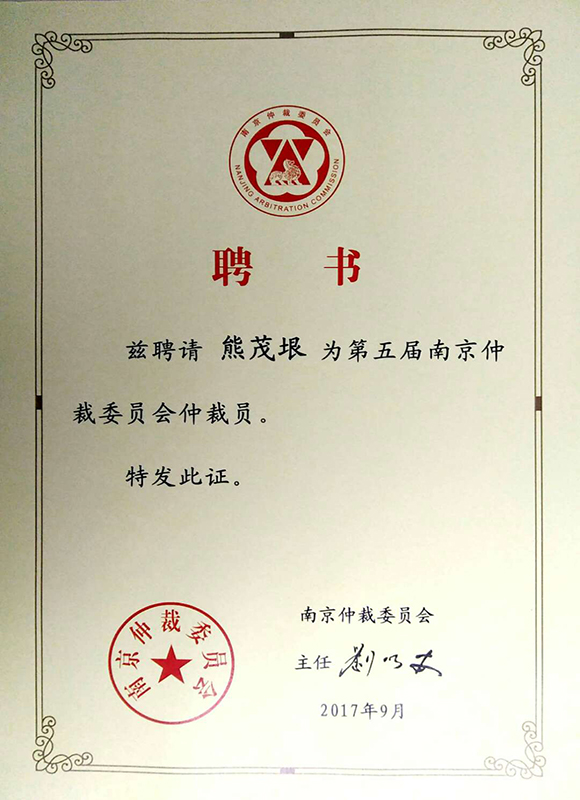 南京仲裁委员会
NANJING ARBITRATION COMMISSION
聘 书
兹聘请 熊茂垠 为第五届南京仲
裁委员会仲裁员。
特发此证。
南京仲裁委员会
主任
2017年9月
南京仲裁委员会